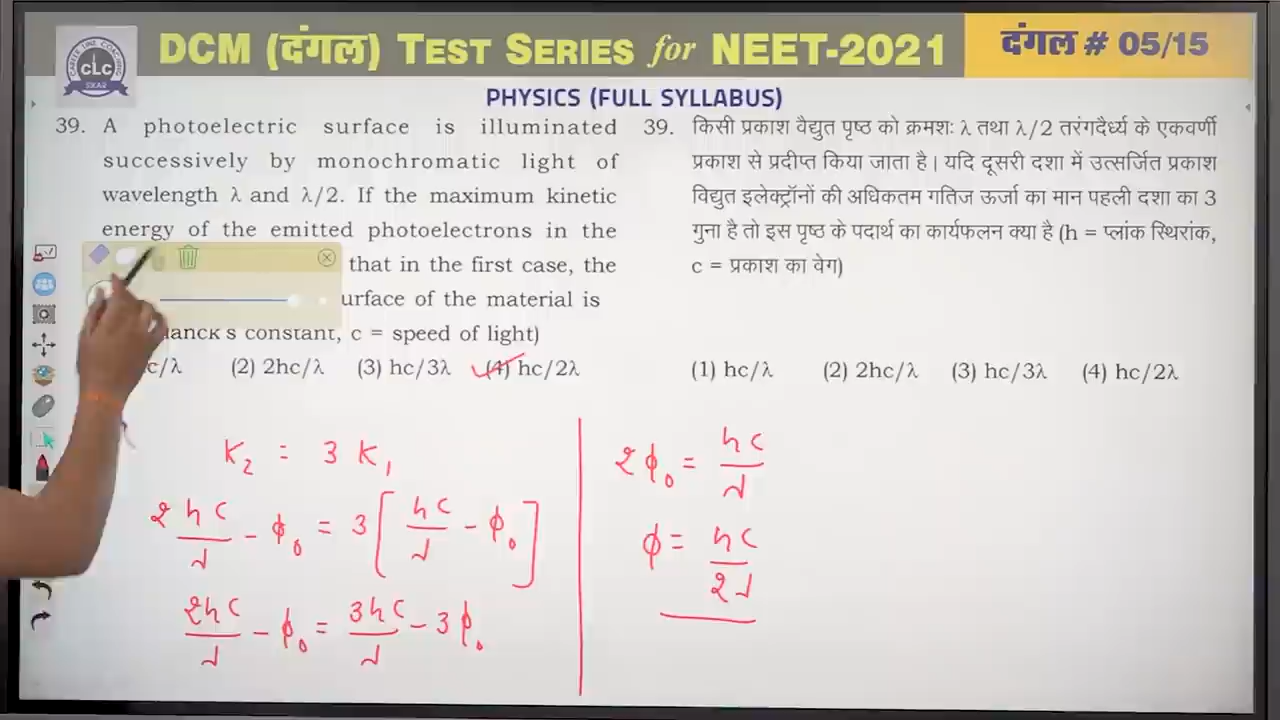 DCM (दंगल) TEST SERIES for NEET-2021
दंगल # 05/15
CLC
SIKAR
PHYSICS (FULL SYLLABUS)
39. A photoelectric surface is illuminated
successively by monochromatic light of
wavelength λ and λ/2. If the maximum kinetic
energy of the emitted photoelectrons in the
that in the first case, the
urface of the material is
lanck's constant, c = speed of light)
c/λ (2) 2hc/λ (3) hc/3λ (4) hc/2λ
39. किसी प्रकाश वैद्युत पृष्ठ को क्रमशः λ तथा λ/2 तरंगदैर्ध्य के एकवर्णी
प्रकाश से प्रदीप्त किया जाता है। यदि दूसरी दशा में उत्सर्जित प्रकाश
विद्युत इलेक्ट्रॉनों की अधिकतम गतिज ऊर्जा का मान पहली दशा का 3
गुना है तो इस पृष्ठ के पदार्थ का कार्यफलन क्या है (h = प्लांक स्थिरांक,
c = प्रकाश का वेग)
(1) hc/λ (2) 2hc/λ (3) hc/3λ (4) hc/2λ
K₂ = 3 K₁
2 hc/λ - ϕ₀ = 3[hc/λ - ϕ₀]
2hc/λ - ϕ₀ = 3hc/λ - 3ϕ₀
2ϕ₀ = hc/λ
ϕ = hc/2λ